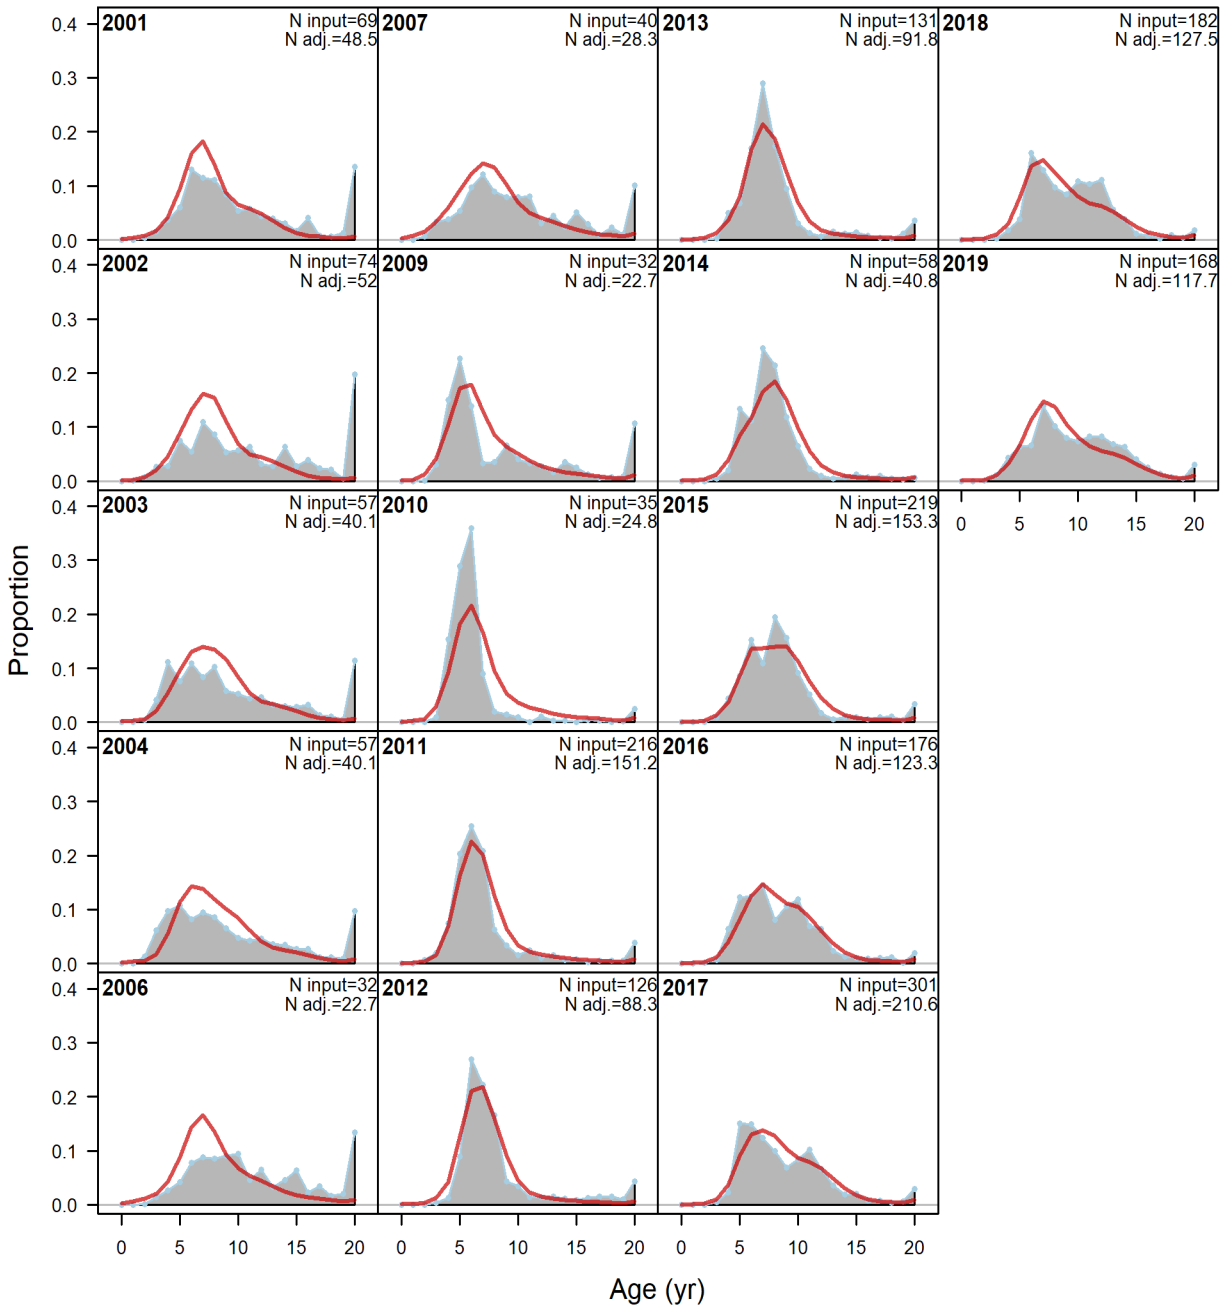 2001
N input=69
N adj.=48.5
2007
N input=40
N adj.=28.3
2013
N input=131
N adj.=91.8
2018
N input=182
N adj.=127.5
0.4
0.3
0.2
0.1
0.0
2002
N input=74
N adj.=52
2009
N input=32
N adj.=22.7
2014
N input=58
N adj.=40.8
2019
N input=168
N adj.=117.7
0.4
0.3
0.2
0.1
0.0
2003
N input=57
N adj.=40.1
2010
N input=35
N adj.=24.8
2015
N input=219
N adj.=153.3
0 5 10 15 20
0.4
0.3
0.2
0.1
0.0
Proportion
2004
N input=57
N adj.=40.1
2011
N input=216
N adj.=151.2
2016
N input=176
N adj.=123.3
0.4
0.3
0.2
0.1
0.0
2006
N input=32
N adj.=22.7
2012
N input=126
N adj.=88.3
2017
N input=301
N adj.=210.6
0.4
0.3
0.2
0.1
0.0
0 5 10 15 20
0 5 10 15 20
0 5 10 15 20
Age (yr)